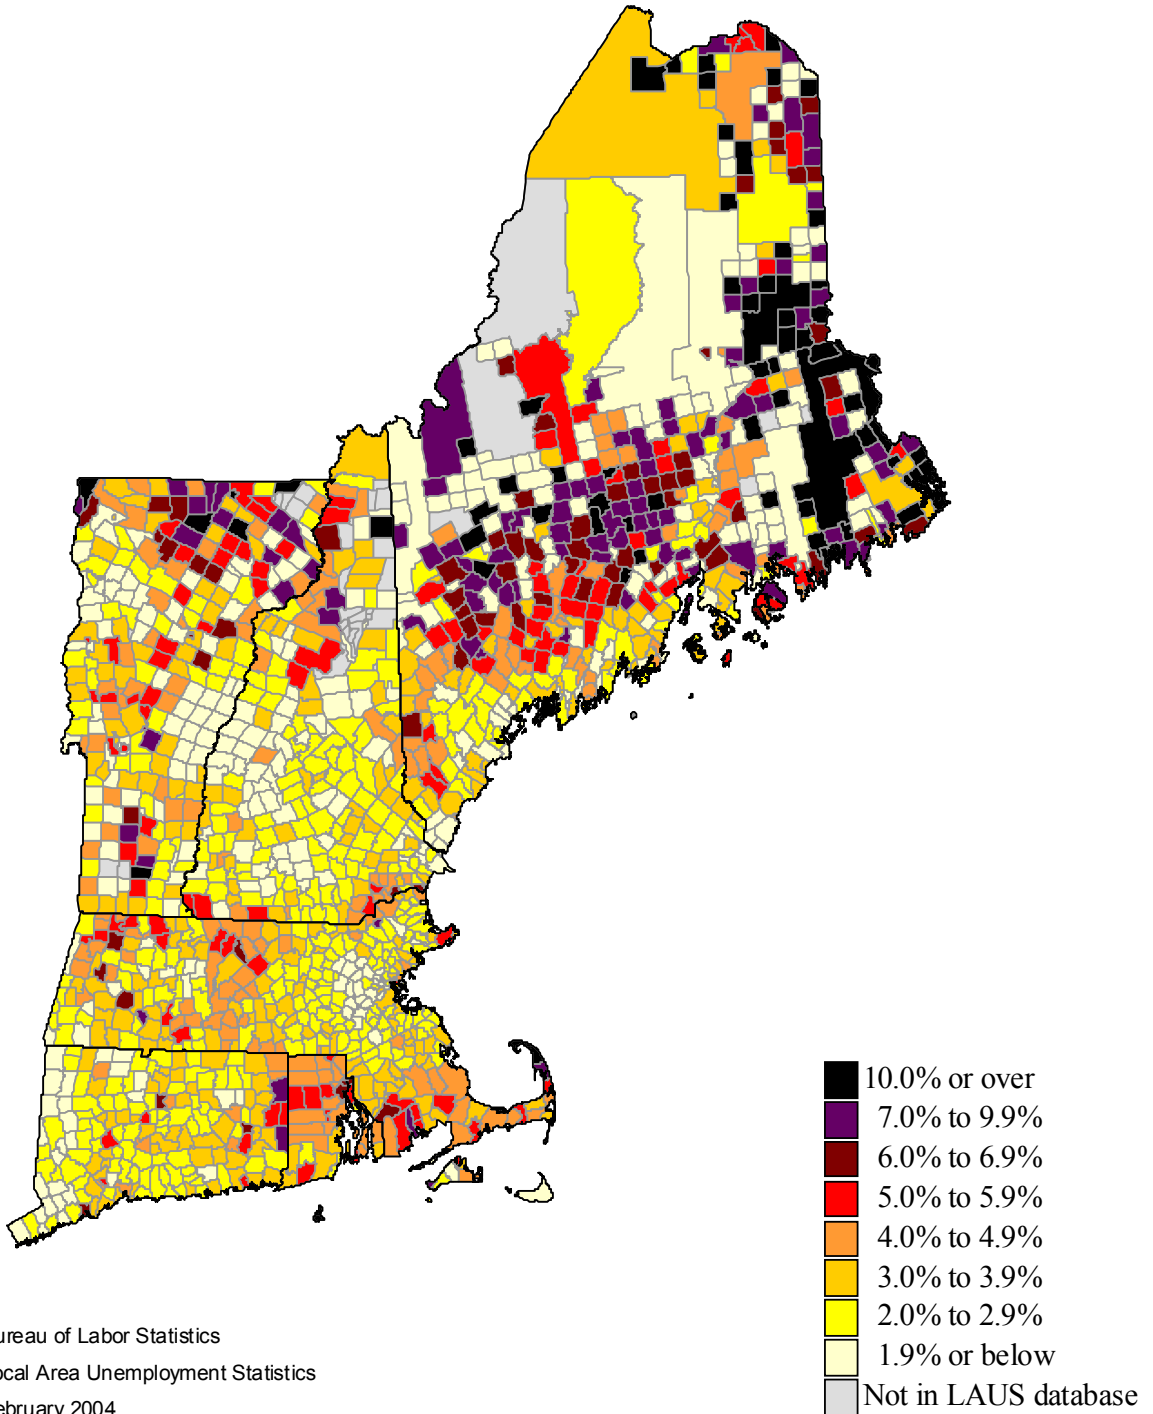 10.0% or over
7.0% to 9.9%
6.0% to 6.9%
5.0% to 5.9%
4.0% to 4.9%
3.0% to 3.9%
2.0% to 2.9%
1.9% or below
Not in LAUS database
ureau of Labor Statistics
ocal Area Unemployment Statistics
ebruary 2004